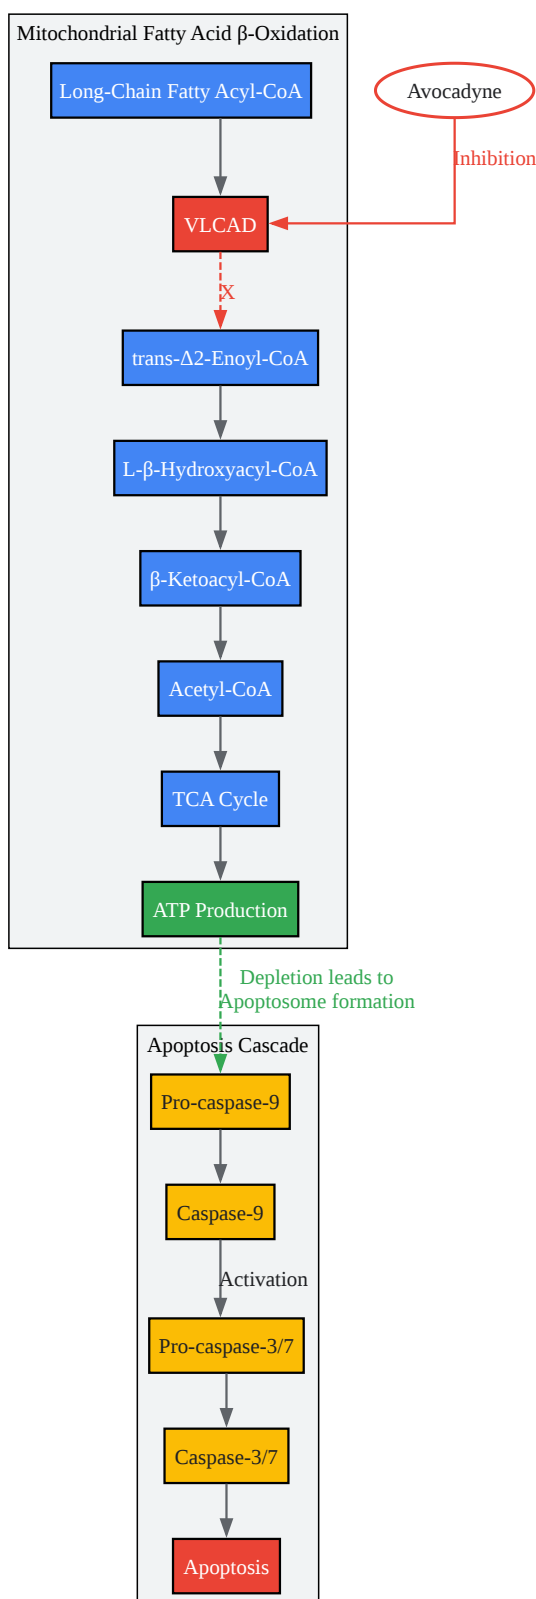 Mitochondrial Fatty Acid β-Oxidation
Long-Chain Fatty Acyl-CoA
Avocadyne
Inhibition
VLCAD
X
trans-Δ2-Enoyl-CoA
L-β-Hydroxyacyl-CoA
β-Ketoacyl-CoA
Acetyl-CoA
TCA Cycle
ATP Production
Depletion leads to
Apoptosome formation
Apoptosis Cascade
Pro-caspase-9
Caspase-9
Activation
Pro-caspase-3/7
Caspase-3/7
Apoptosis